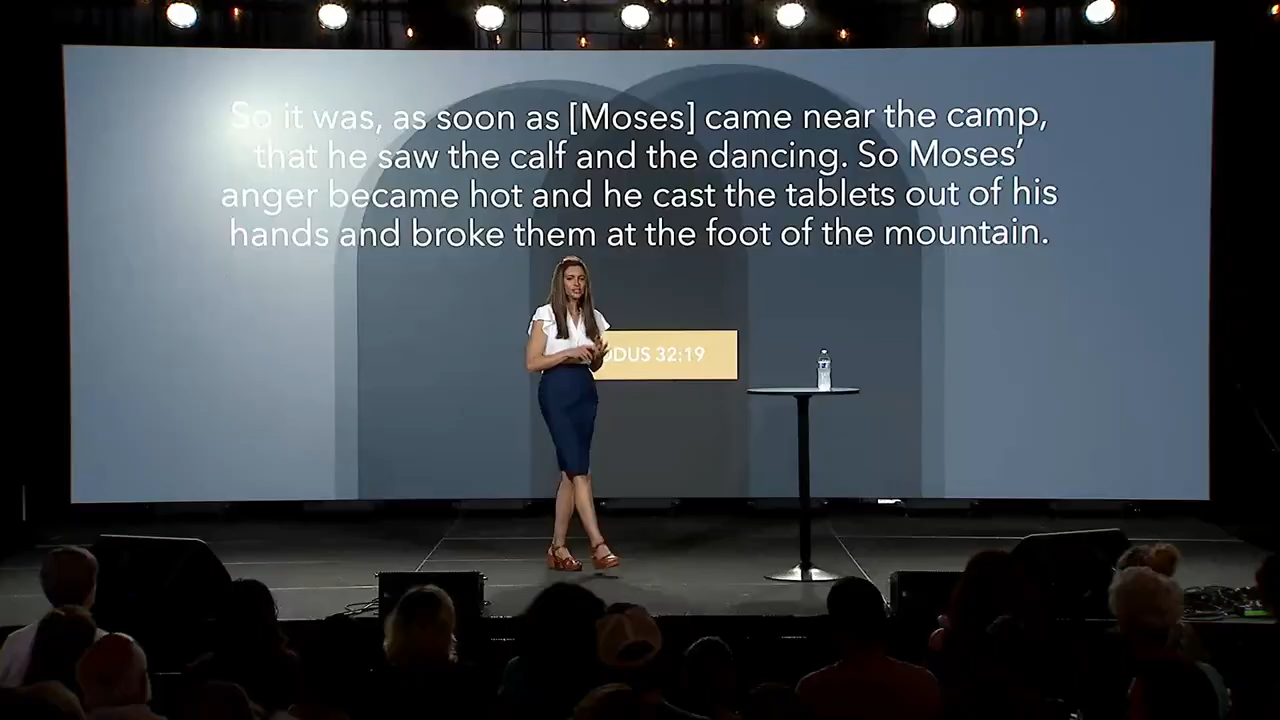 So it was, as soon as [Moses] came near the camp,
that he saw the calf and the dancing. So Moses’
anger became hot and he cast the tablets out of his
hands and broke them at the foot of the mountain.
ODUS 32:19